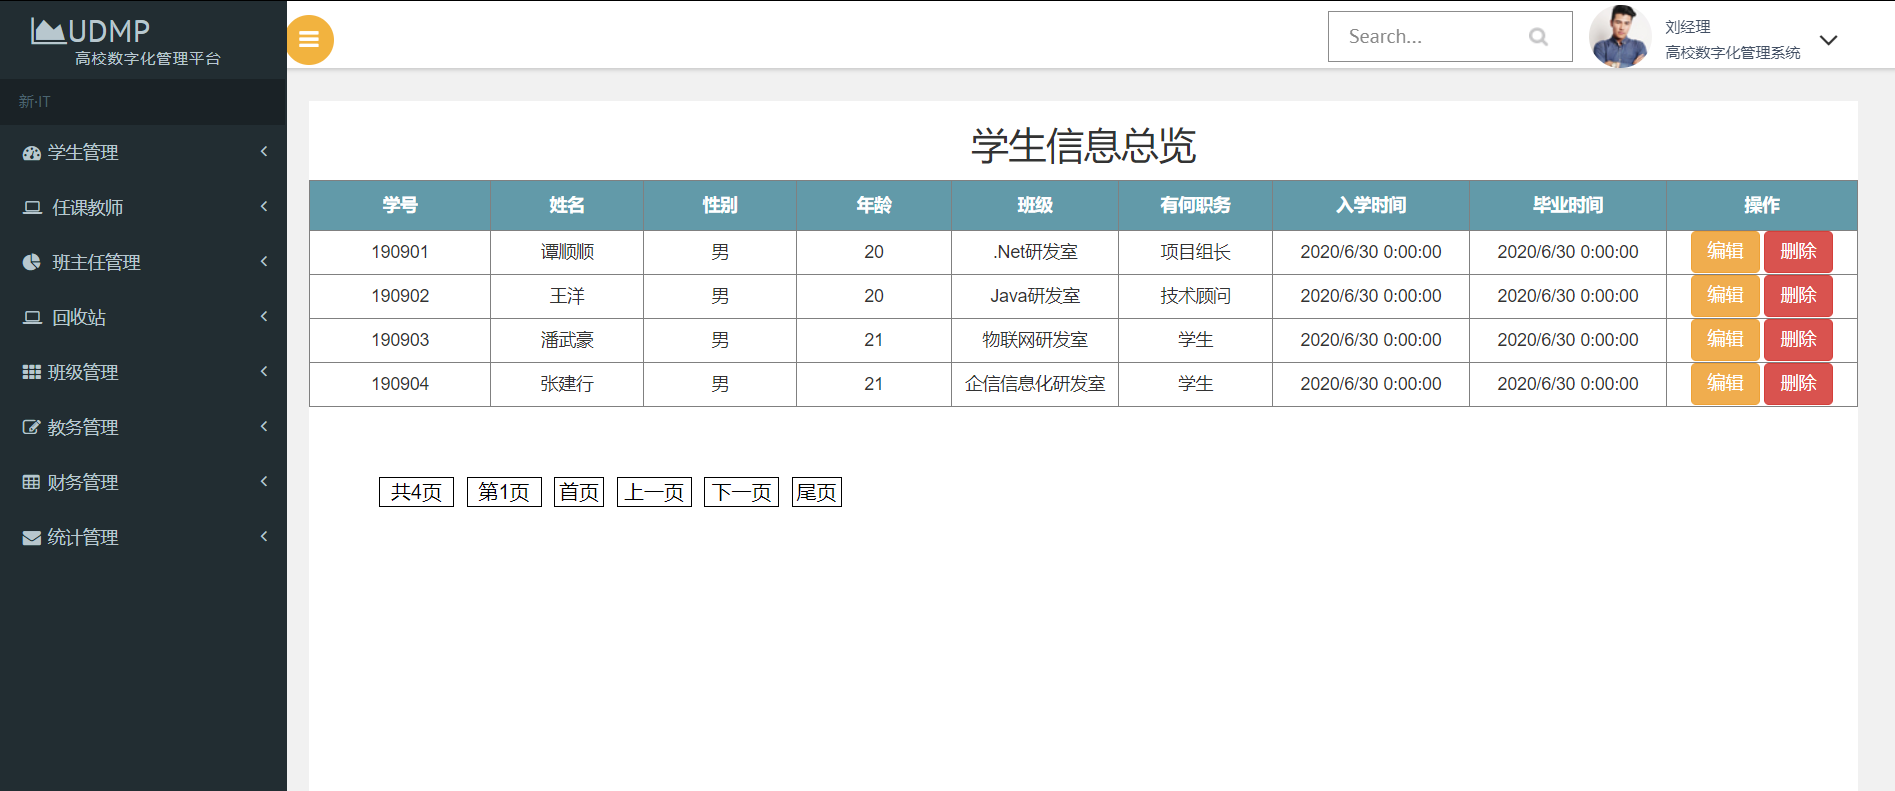 UDMP
高校数字化管理平台
Search...
刘经理
高校数字化管理系统
新·IT
学生管理
任课教师
班主任管理
回收站
班级管理
教务管理
财务管理
统计管理
学生信息总览
学号 姓名 性别 年龄 班级 有何职务 入学时间 毕业时间 操作
190901 谭顺顺 男 20 .Net研发室 项目组长 2020/6/30 0:00:00 2020/6/30 0:00:00 编辑 删除
190902 王洋 男 20 Java研发室 技术顾问 2020/6/30 0:00:00 2020/6/30 0:00:00 编辑 删除
190903 潘武豪 男 21 物联网研发室 学生 2020/6/30 0:00:00 2020/6/30 0:00:00 编辑 删除
190904 张建行 男 21 企信信息化研发室 学生 2020/6/30 0:00:00 2020/6/30 0:00:00 编辑 删除
共4页 第1页 首页 上一页 下一页 尾页